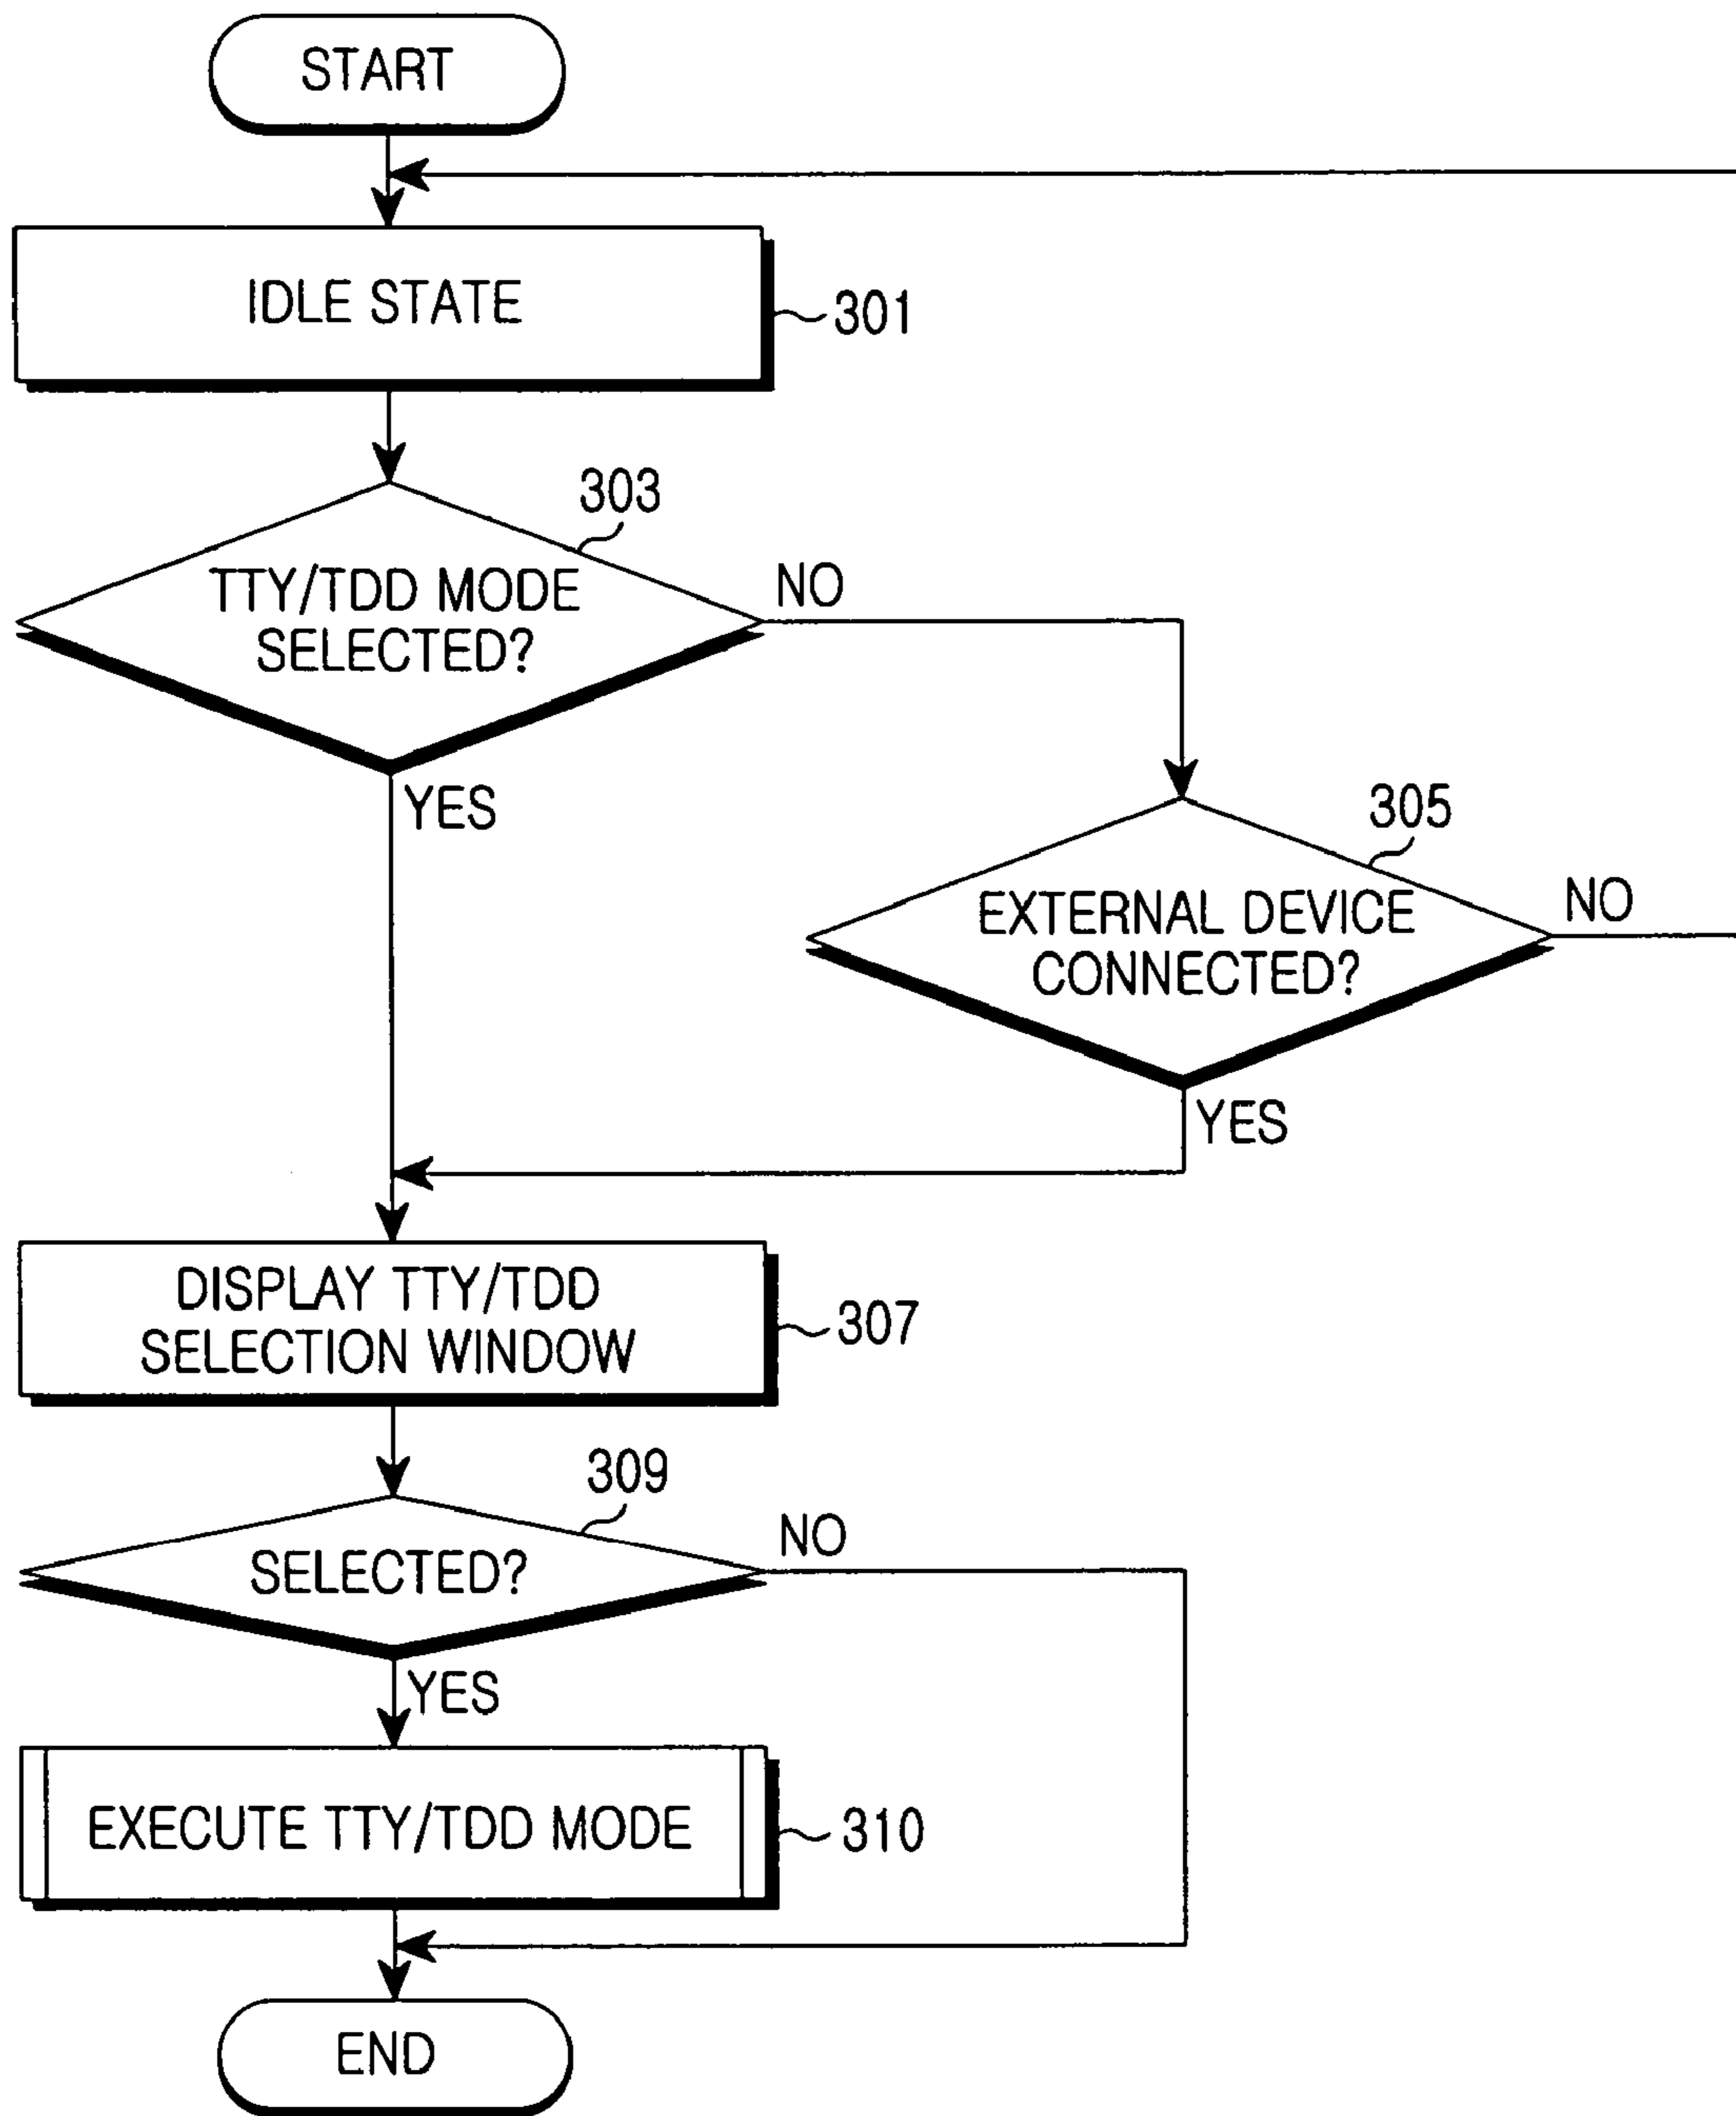 START
IDLE STATE
301
303
TTY/TDD MODE
SELECTED?
NO
YES
305
EXTERNAL DEVICE
CONNECTED?
NO
YES
DISPLAY TTY/TDD
SELECTION WINDOW
307
309
SELECTED?
NO
YES
EXECUTE TTY/TDD MODE
310
END